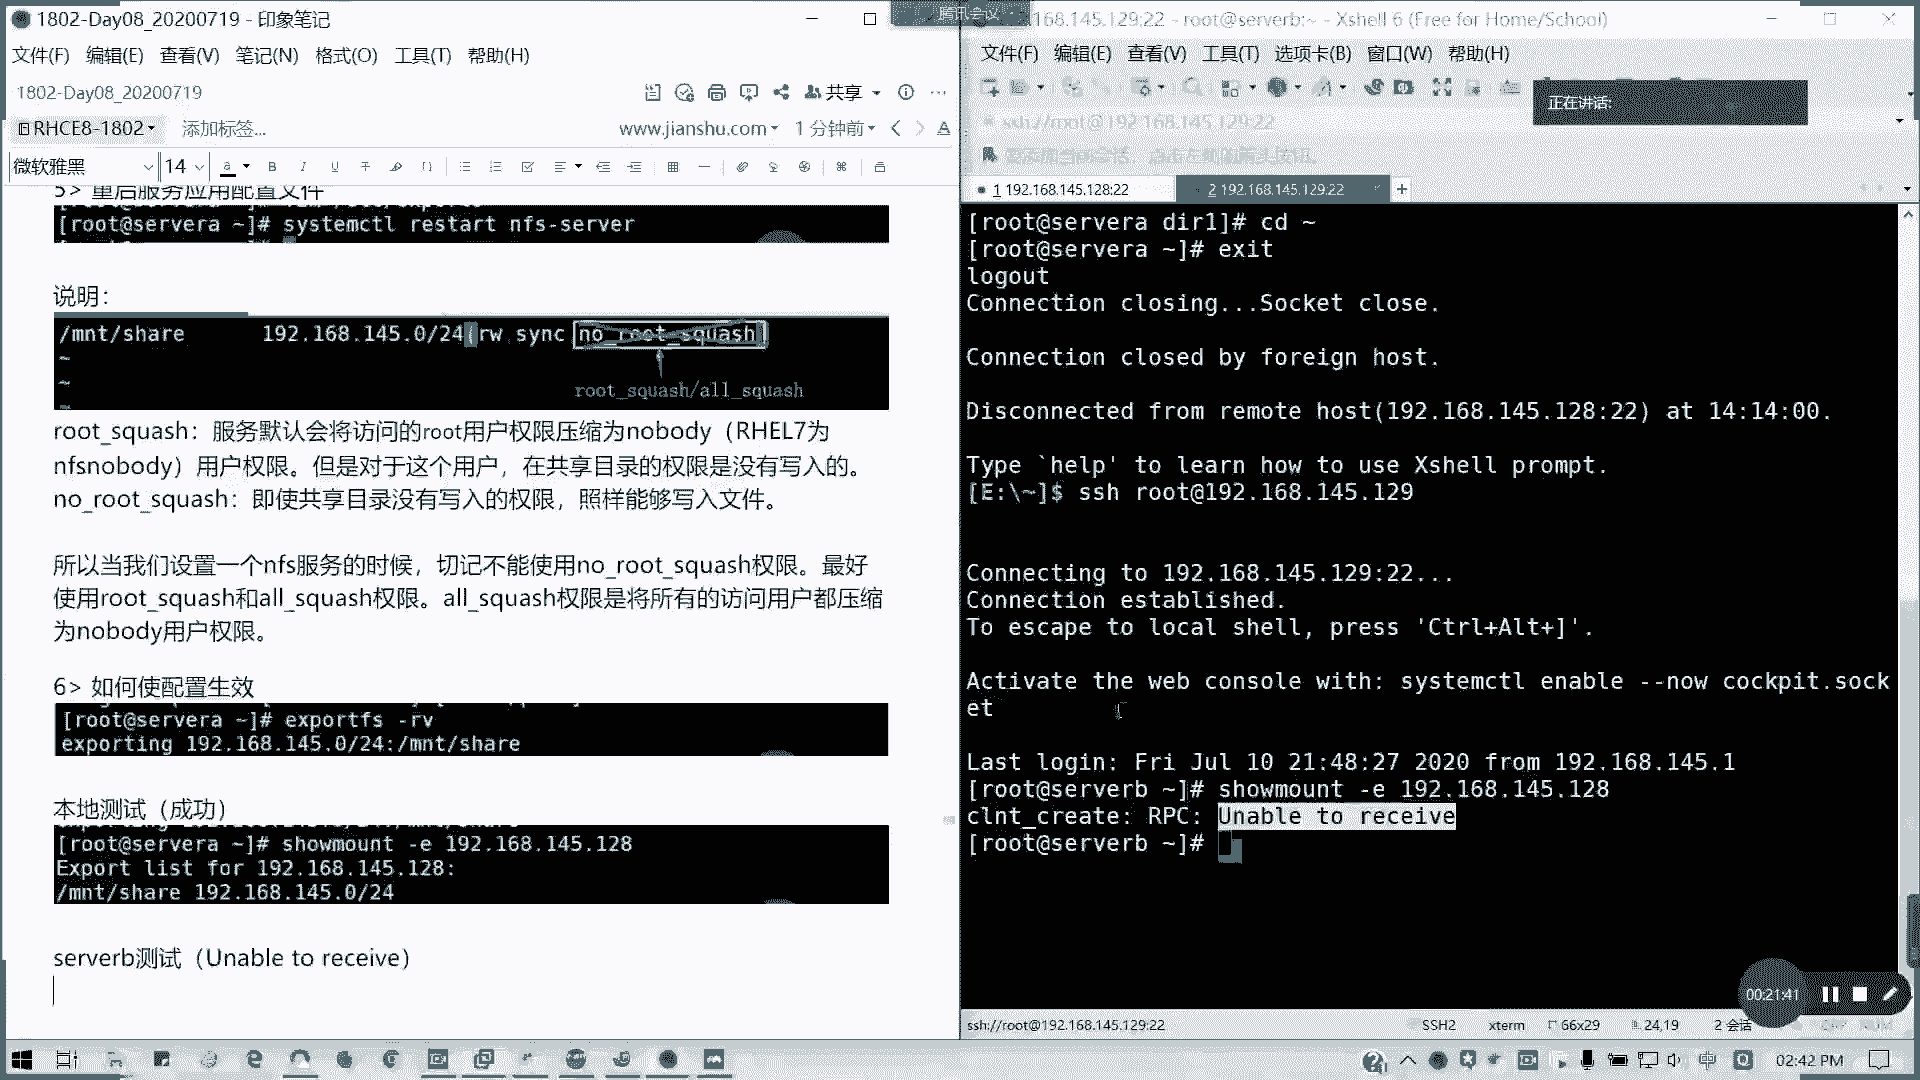 1802-Day08_20200719 - 印象笔记
文件(F) 编辑(E) 查看(V) 笔记(N) 格式(O) 工具(T) 帮助(H)
1802-Day08_20200719
共享
RHCE8-1802 添加标签...
www.jianshu.com 1 分钟前
微软雅黑 14
5> 重启服务应用配置文件
[root@servera ~]# systemctl restart nfs-server
说明:
/mnt/share 192.168.145.0/24(rw,sync,no_root_squash)
~
~
root_squash/all_squash
root_squash：服务默认会将访问的root用户权限压缩为nobody（RHEL7为
nfsnobody）用户权限。但是对于这个用户，在共享目录的权限是没有写入的。
no_root_squash：即使共享目录没有写入的权限，照样能够写入文件。
所以当我们设置一个nfs服务的时候，切记不能使用no_root_squash权限。最好
使用root_squash和all_squash权限。all_squash权限是将所有的访问用户都压缩
为nobody用户权限。
6> 如何使配置生效
[root@servera ~]# exportfs -rv
exporting 192.168.145.0/24:/mnt/share
本地测试（成功）
[root@servera ~]# showmount -e 192.168.145.128
Export list for 192.168.145.128:
/mnt/share 192.168.145.0/24
serverb测试（Unable to receive）
腾讯会议
192.168.145.129:22 - root@serverb:~ - Xshell 6 (Free for Home/School)
文件(F) 编辑(E) 查看(V) 工具(T) 选项卡(B) 窗口(W) 帮助(H)
正在讲话:
ssh://root@192.168.145.129:22
1 192.168.145.128:22
2 192.168.145.129:22
[root@servera dir1]# cd ~
[root@servera ~]# exit
logout
Connection closing...Socket close.
Connection closed by foreign host.
Disconnected from remote host(192.168.145.128:22) at 14:14:00.
Type `help' to learn how to use Xshell prompt.
[E:\~]$ ssh root@192.168.145.129
Connecting to 192.168.145.129:22...
Connection established.
To escape to local shell, press 'Ctrl+Alt+]'.
Activate the web console with: systemctl enable --now cockpit.sock
et
Last login: Fri Jul 10 21:48:27 2020 from 192.168.145.1
[root@serverb ~]# showmount -e 192.168.145.128
clnt_create: RPC: Unable to receive
[root@serverb ~]#
00:21:41
ssh://root@192.168.145.129:22 SSH2 xterm 66x29 24,19 2 会话
中 02:42 PM